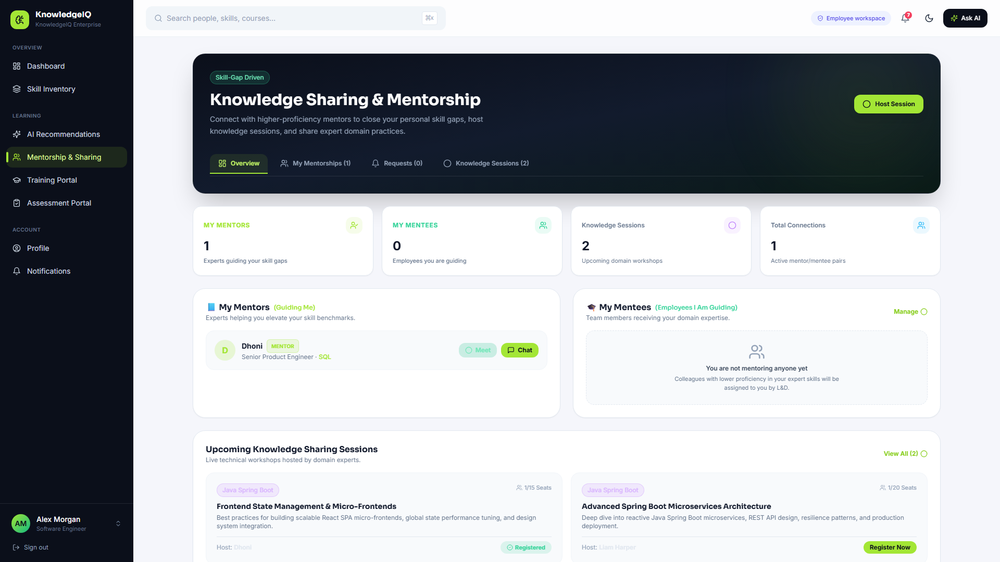 KnowledgeIQ
KnowledgeIQ Enterprise
OVERVIEW
Dashboard
Skill Inventory
LEARNING
AI Recommendations
Mentorship & Sharing
Training Portal
Assessment Portal
ACCOUNT
Profile
Notifications
AM
Alex Morgan
Software Engineer
Sign out
Search people, skills, courses...
⌘K
Employee workspace
7
Ask AI
Skill-Gap Driven
Knowledge Sharing & Mentorship
Connect with higher-proficiency mentors to close your personal skill gaps, host
knowledge sessions, and share expert domain practices.
Host Session
Overview
My Mentorships (1)
Requests (0)
Knowledge Sessions (2)
MY MENTORS
1
Experts guiding your skill gaps
MY MENTEES
0
Employees you are guiding
Knowledge Sessions
2
Upcoming domain workshops
Total Connections
1
Active mentor/mentee pairs
My Mentors (Guiding Me)
Experts helping you elevate your skill benchmarks.
D
Dhoni MENTOR
Senior Product Engineer · SQL
Meet
Chat
My Mentees (Employees I Am Guiding)
Team members receiving your domain expertise.
Manage
You are not mentoring anyone yet
Colleagues with lower proficiency in your expert skills will be
assigned to you by L&D.
Upcoming Knowledge Sharing Sessions
Live technical workshops hosted by domain experts.
View All (2)
Java Spring Boot
1/15 Seats
Frontend State Management & Micro-Frontends
Best practices for building scalable React SPA micro-frontends, global state performance tuning, and design
system integration.
Host: Dhoni
Registered
Java Spring Boot
1/20 Seats
Advanced Spring Boot Microservices Architecture
Deep dive into reactive Java Spring Boot microservices, REST API design, resilience patterns, and production
deployment.
Host: Liam Harper
Register Now